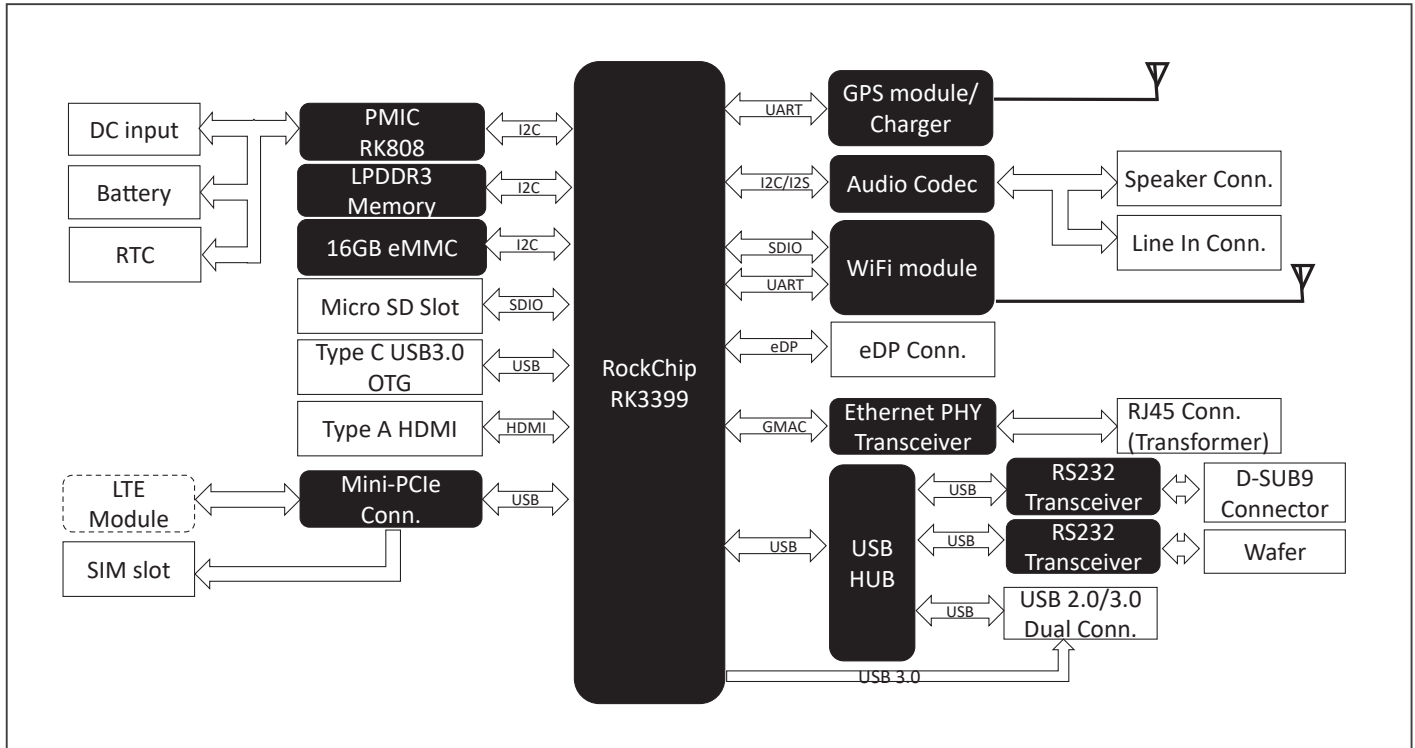 DC input
Battery
RTC
PMIC
RK808
I2C
LPDDR3
Memory
I2C
16GB eMMC
I2C
Micro SD Slot
SDIO
Type C USB3.0
OTG
USB
Type A HDMI
HDMI
LTE
Module
Mini-PCIe
Conn.
USB
SIM slot
RockChip
RK3399
UART
GPS module/
Charger
I2C/I2S
Audio Codec
Speaker Conn.
Line In Conn.
SDIO
UART
WiFi module
eDP
eDP Conn.
GMAC
Ethernet PHY
Transceiver
RJ45 Conn.
(Transformer)
USB
USB
HUB
USB
RS232
Transceiver
D-SUB9
Connector
USB
RS232
Transceiver
Wafer
USB
USB 2.0/3.0
Dual Conn.
USB 3.0